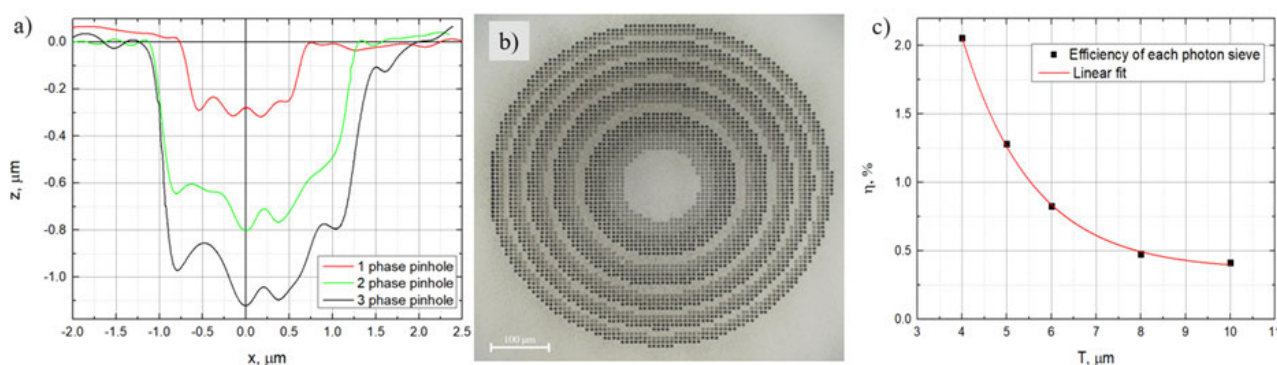 a)
0.0
-0.2
-0.4
-0.6
-0.8
-1.0
z, μm
-2.0 -1.5 -1.0 -0.5 0.0 0.5 1.0 1.5 2.0 2.5
x, μm
1 phase pinhole
2 phase pinhole
3 phase pinhole
b)
100 μm
c)
2.0
1.5
1.0
0.5
0.0
η, %
3 4 5 6 7 8 9 10 11
T, μm
Efficiency of each photon sieve
Linear fit